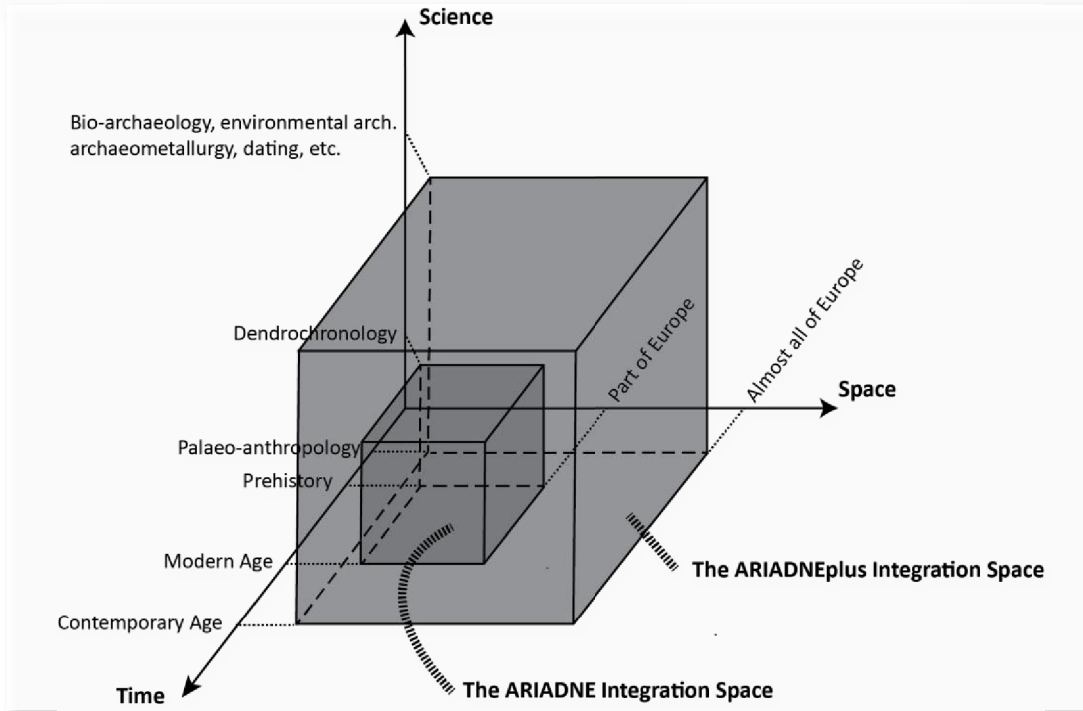 Science
Bio-archaeology, environmental arch.
archaeometallurgy, dating, etc.
Dendrochronology
Part of Europe
Almost all of Europe
Space
Palaeo-anthropology
Prehistory
Modern Age
The ARIADNEplus Integration Space
Contemporary Age
Time
The ARIADNE Integration Space